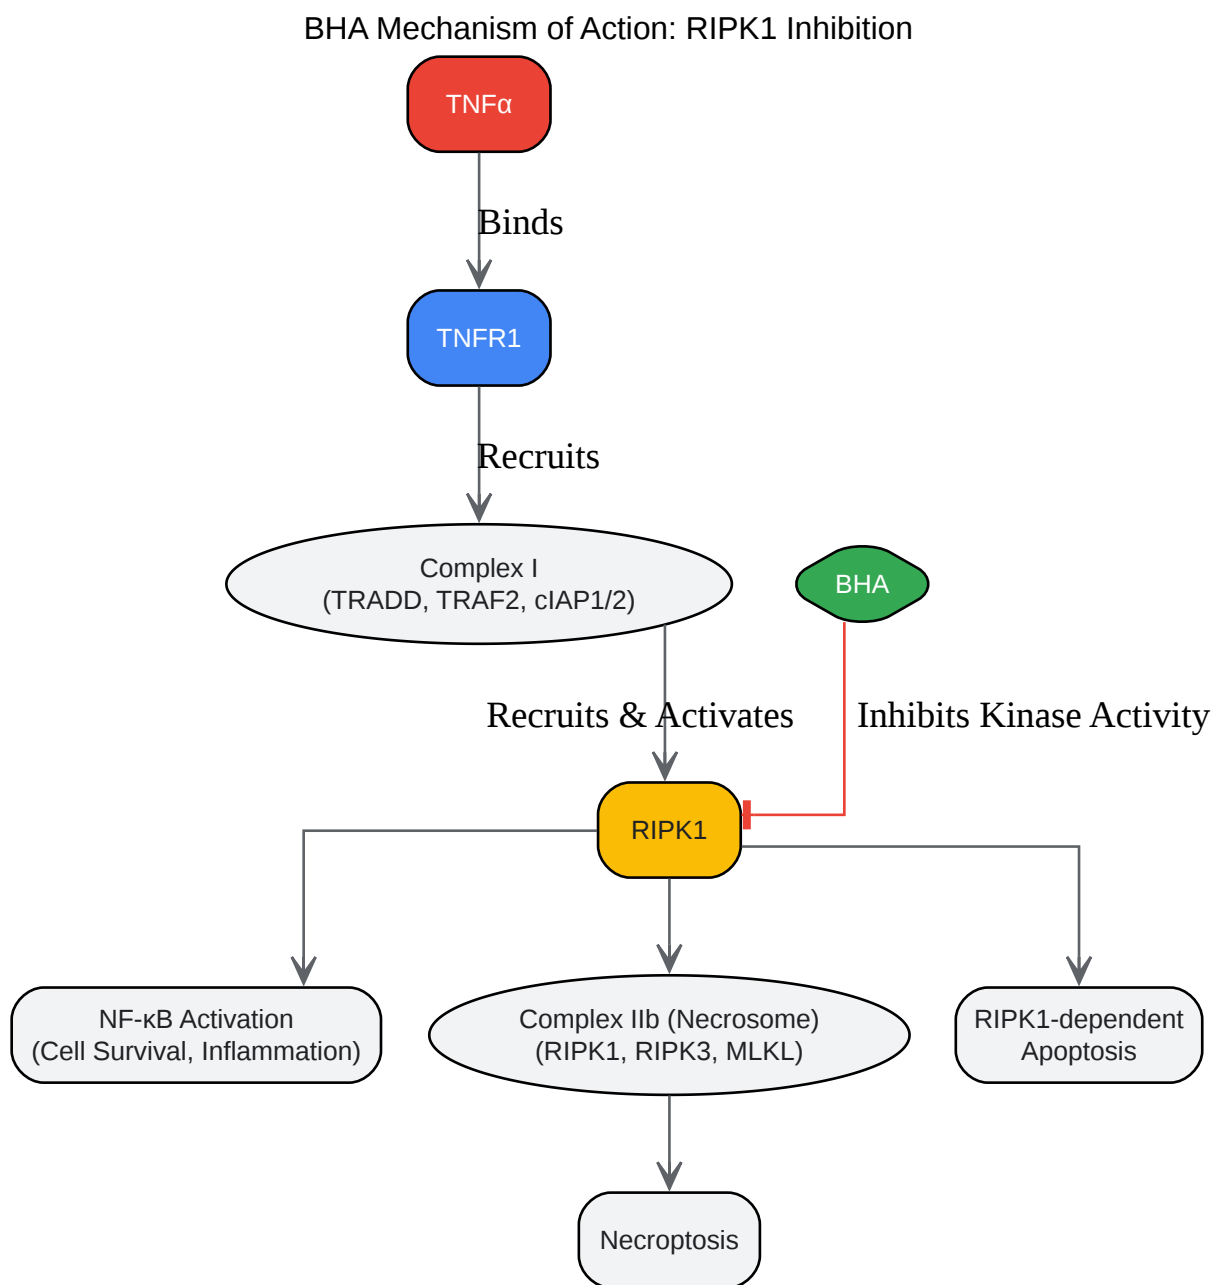 BHA Mechanism of Action: RIPK1 Inhibition
TNFα
Binds
TNFR1
Recruits
Complex I
(TRADD, TRAF2, cIAP1/2)
BHA
Recruits & Activates
Inhibits Kinase Activity
RIPK1
NF-κB Activation
(Cell Survival, Inflammation)
Complex IIb (Necrosome)
(RIPK1, RIPK3, MLKL)
RIPK1-dependent
Apoptosis
Necroptosis